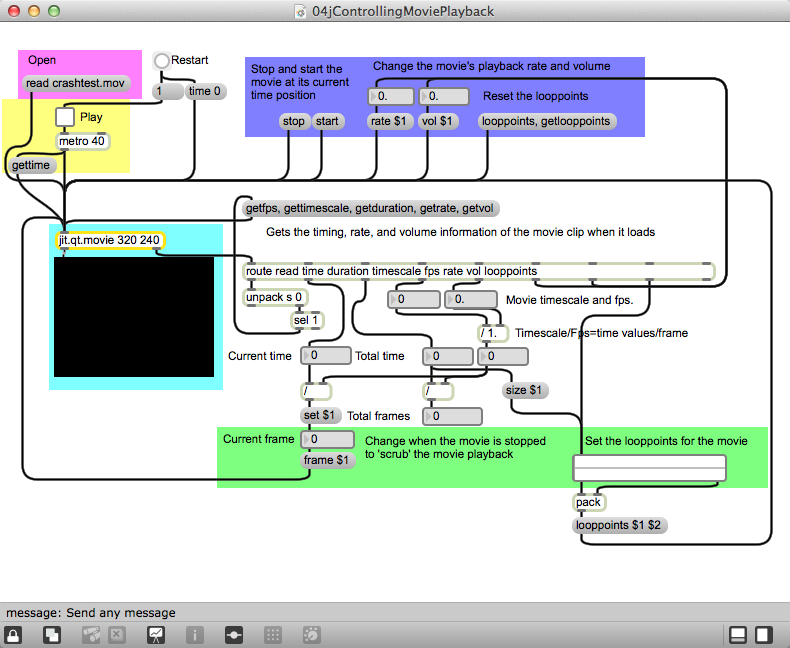 04jControllingMoviePlayback
Open
Restart
read crashtest.mov
1
time 0
Play
metro 40
gettime
Stop and start the
movie at its current
time position
Change the movie's playback rate and volume
0.
0.
Reset the looppoints
stop
start
rate $1
vol $1
looppoints, getlooppoints
getfps, gettimescale, getduration, getrate, getvol
Gets the timing, rate, and volume information of the movie clip when it loads
jit.qt.movie 320 240
route read time duration timescale fps rate vol looppoints
unpack s 0
0
0.
Movie timescale and fps.
sel 1
/ 1.
Timescale/Fps=time values/frame
Current time
0
Total time
0
0
/
/
size $1
set $1
Total frames
0
Current frame
0
Change when the movie is stopped
to 'scrub' the movie playback
Set the looppoints for the movie
frame $1
pack
looppoints $1 $2
message: Send any message